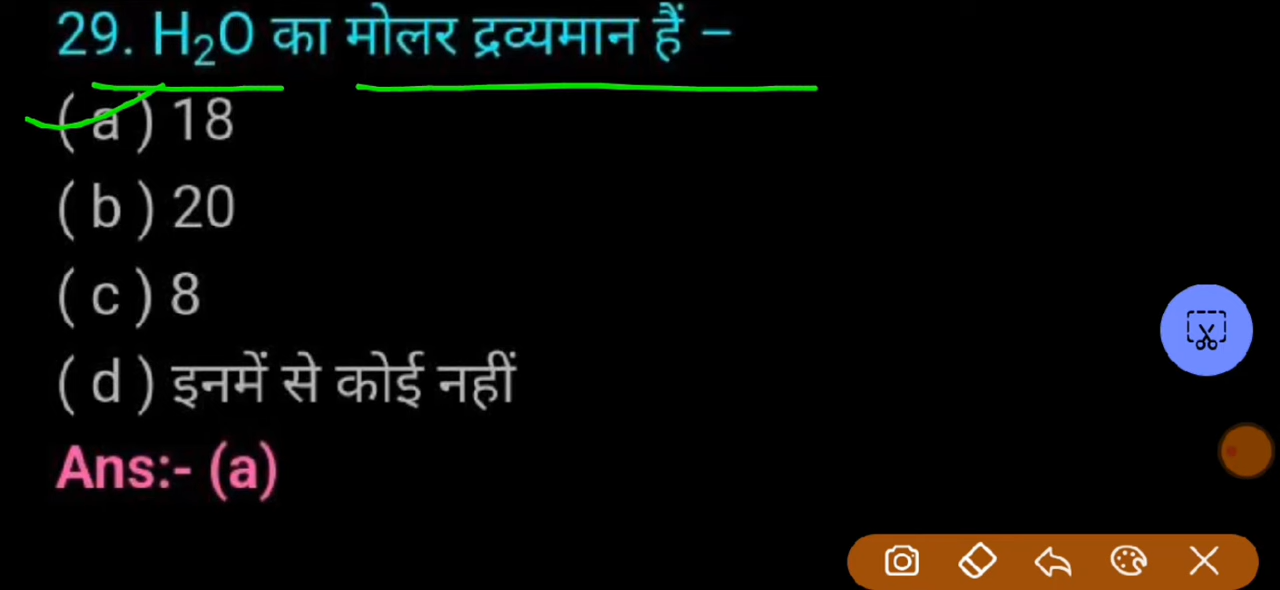 29. H₂O का मोलर द्रव्यमान हैं –
( a ) 18
( b ) 20
( c ) 8
( d ) इनमें से कोई नहीं
Ans:- (a)